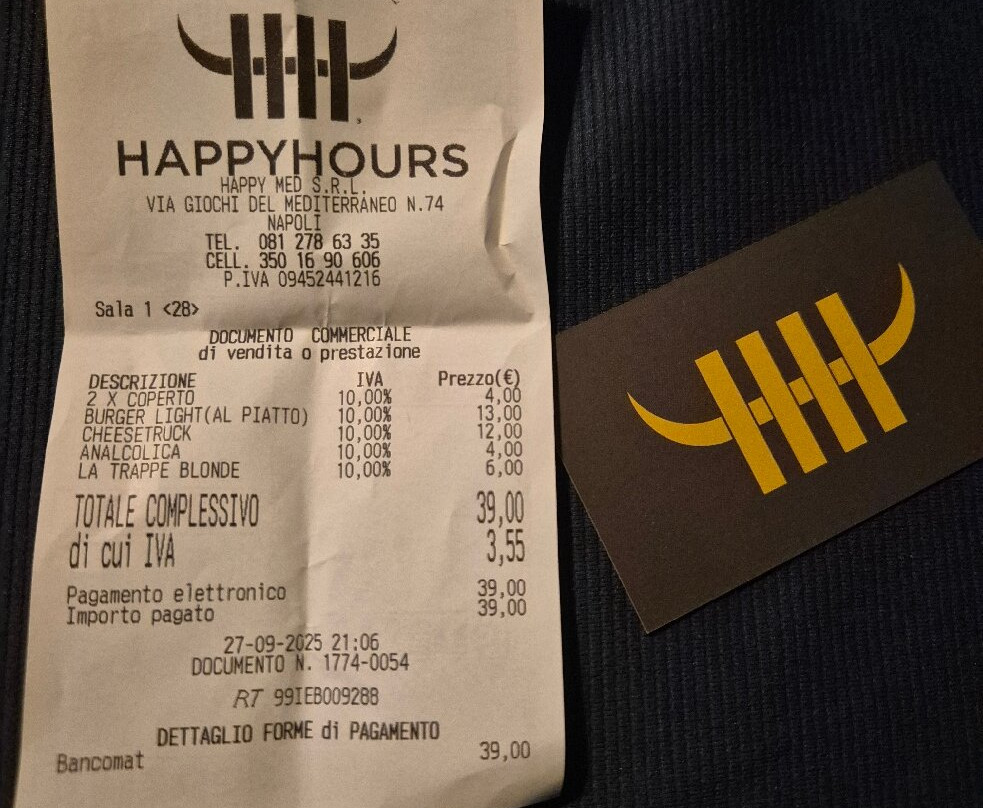 HAPPYHOURS
HAPPY MED S.R.L.
VIA GIOCHI DEL MEDITERRANEO N.74
NAPOLI
TEL. 081 278 63 35
CELL. 350 16 90 606
P.IVA 09452441216
Sala 1 <28>
DOCUMENTO COMMERCIALE
di vendita o prestazione
DESCRIZIONE IVA Prezzo(€)
2 X COPERTO 10,00% 4,00
BURGER LIGHT(AL PIATTO) 10,00% 13,00
CHEESETRUCK 10,00% 12,00
ANALCOLICA 10,00% 4,00
LA TRAPPE BLONDE 10,00% 6,00
TOTALE COMPLESSIVO 39,00
di cui IVA 3,55
Pagamento elettronico 39,00
Importo pagato 39,00
27-09-2025 21:06
DOCUMENTO N. 1774-0054
RT 99IEB009288
DETTAGLIO FORME di PAGAMENTO
Bancomat 39,00